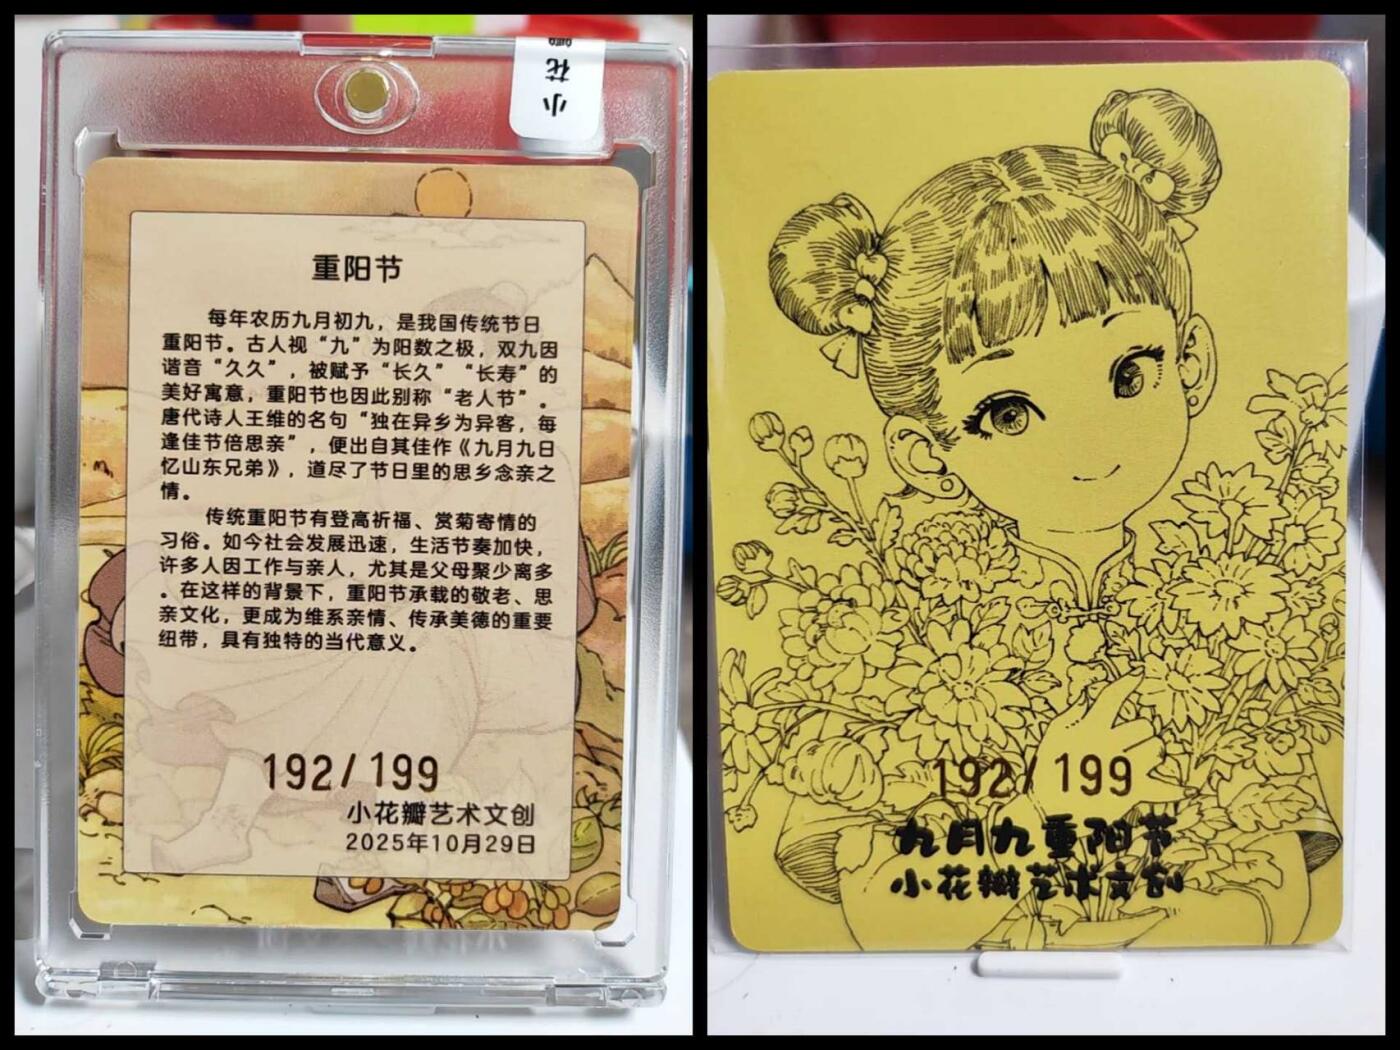 小花
重阳节
每年农历九月初九，是我国传统节日
重阳节。古人视“九”为阳数之极，双九因
谐音“久久”，被赋予“长久”“长寿”的
美好寓意，重阳节也因此别称“老人节”。
唐代诗人王维的名句“独在异乡为异客，每
逢佳节倍思亲”，便出自其佳作《九月九日
忆山东兄弟》，道尽了节日里的思乡念亲之
情。
传统重阳节有登高祈福、赏菊寄情的
习俗。如今社会发展迅速，生活节奏加快，
许多人因工作与亲人，尤其是父母聚少离多
。在这样的背景下，重阳节承载的敬老、思
亲文化，更成为维系亲情、传承美德的重要
纽带，具有独特的当代意义。
192/199
小花瓣艺术文创
2025年10月29日
192/199
九月九重阳节
小花瓣艺术文创